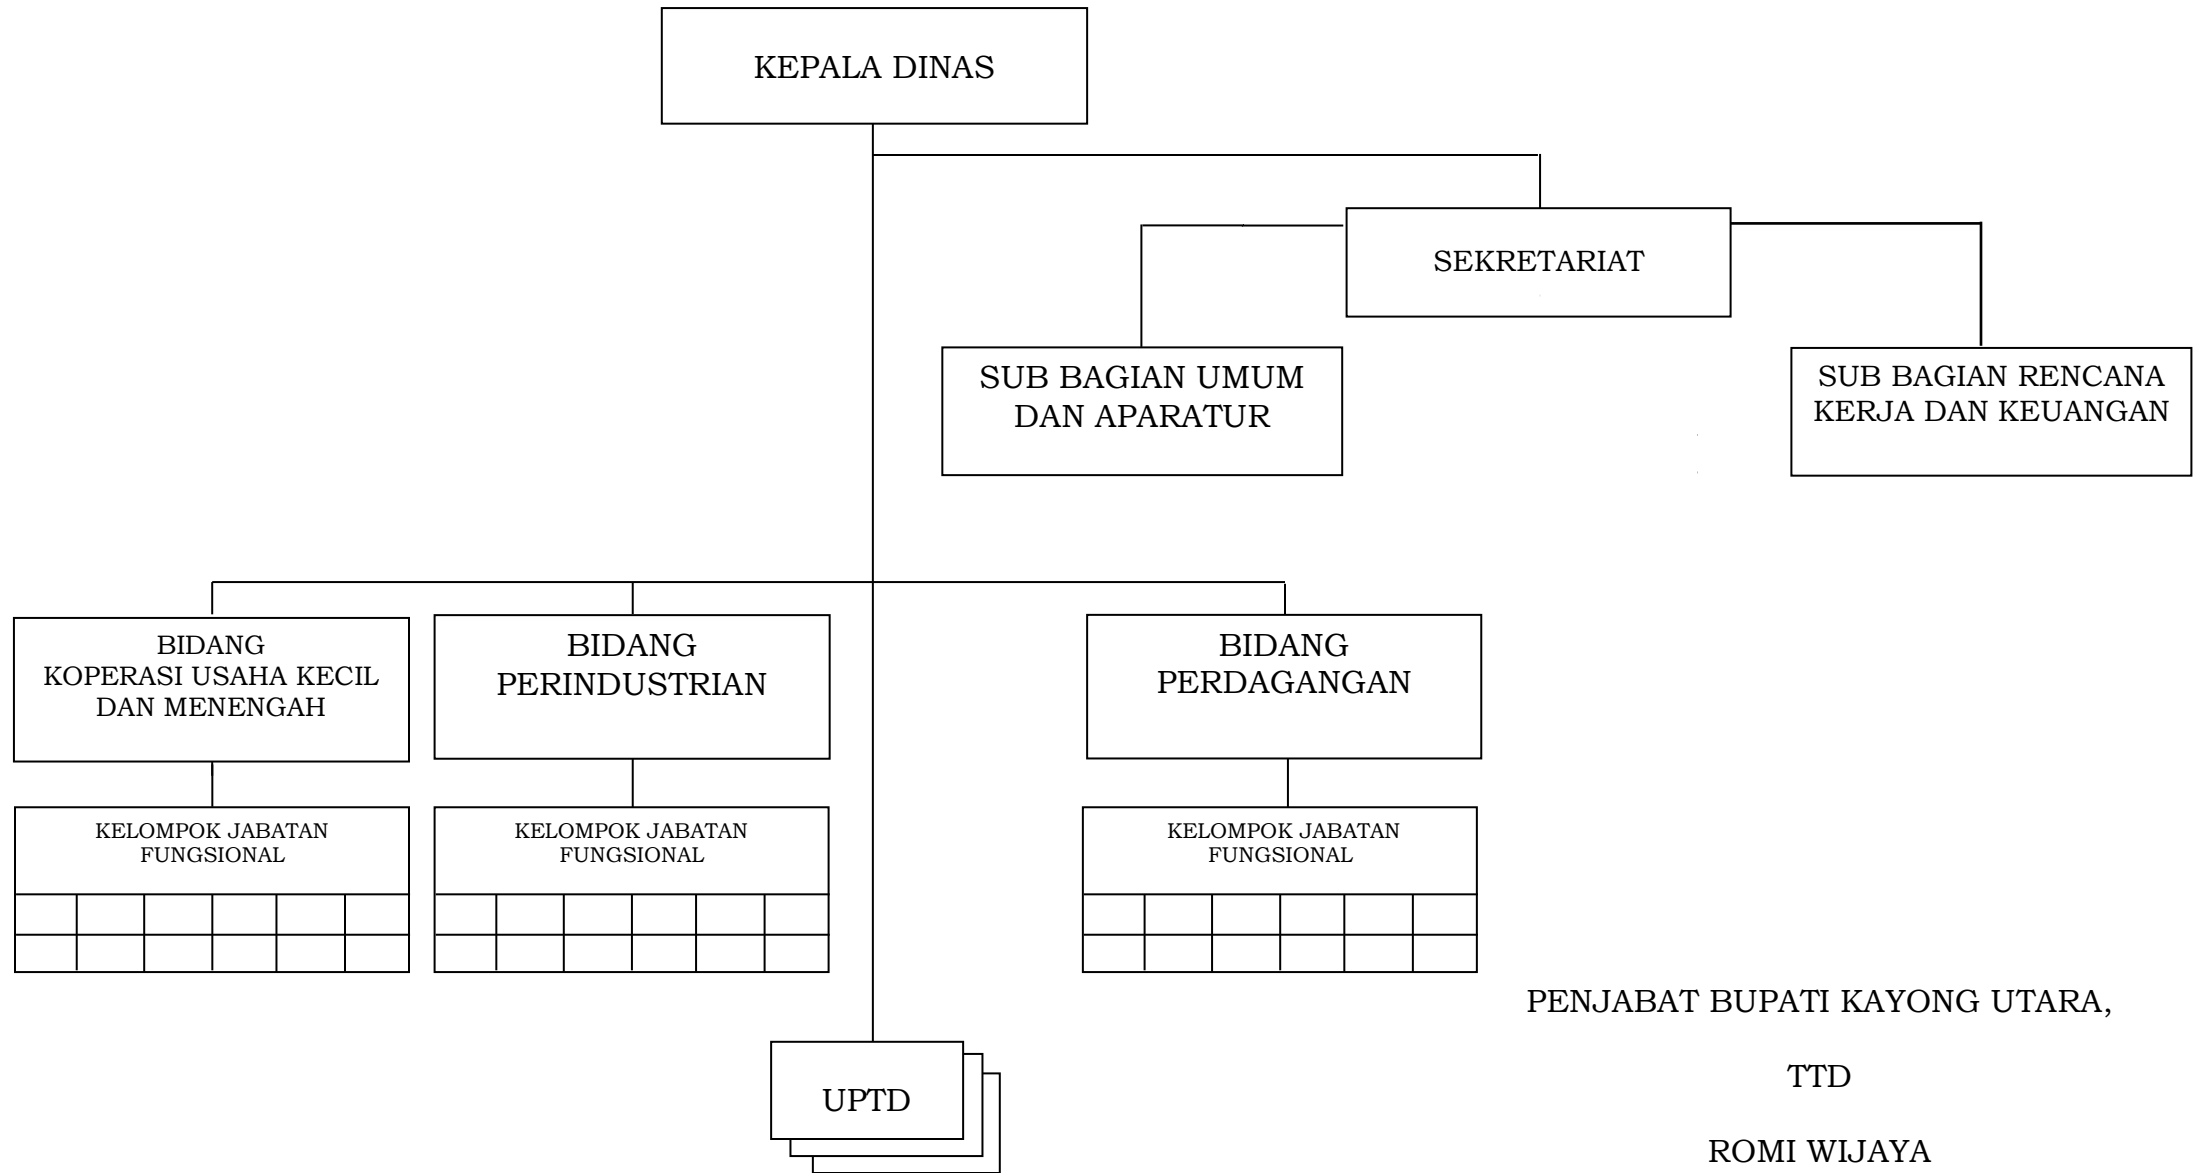 KEPALA DINAS
SEKRETARIAT
SUB BAGIAN UMUM
DAN APARATUR
SUB BAGIAN RENCANA
KERJA DAN KEUANGAN
BIDANG
KOPERASI USAHA KECIL
DAN MENENGAH
BIDANG
PERINDUSTRIAN
BIDANG
PERDAGANGAN
KELOMPOK JABATAN
FUNGSIONAL
KELOMPOK JABATAN
FUNGSIONAL
KELOMPOK JABATAN
FUNGSIONAL
UPTD
PENJABAT BUPATI KAYONG UTARA,
TTD
ROMI WIJAYA